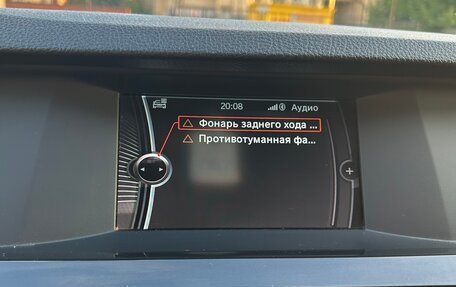 20:08 Аудио
Фонарь заднего хода ...
Противотуманная фа...